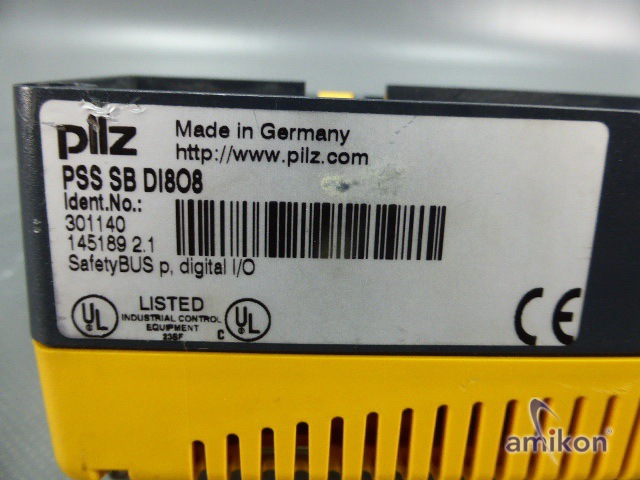 pilz
Made in Germany
http://www.pilz.com
PSS SB DI8O8
Ident.No.:
301140
145189 2.1
SafetyBUS p, digital I/O
UL
LISTED
INDUSTRIAL CONTROL
EQUIPMENT
23BF
C UL
CE
amikon